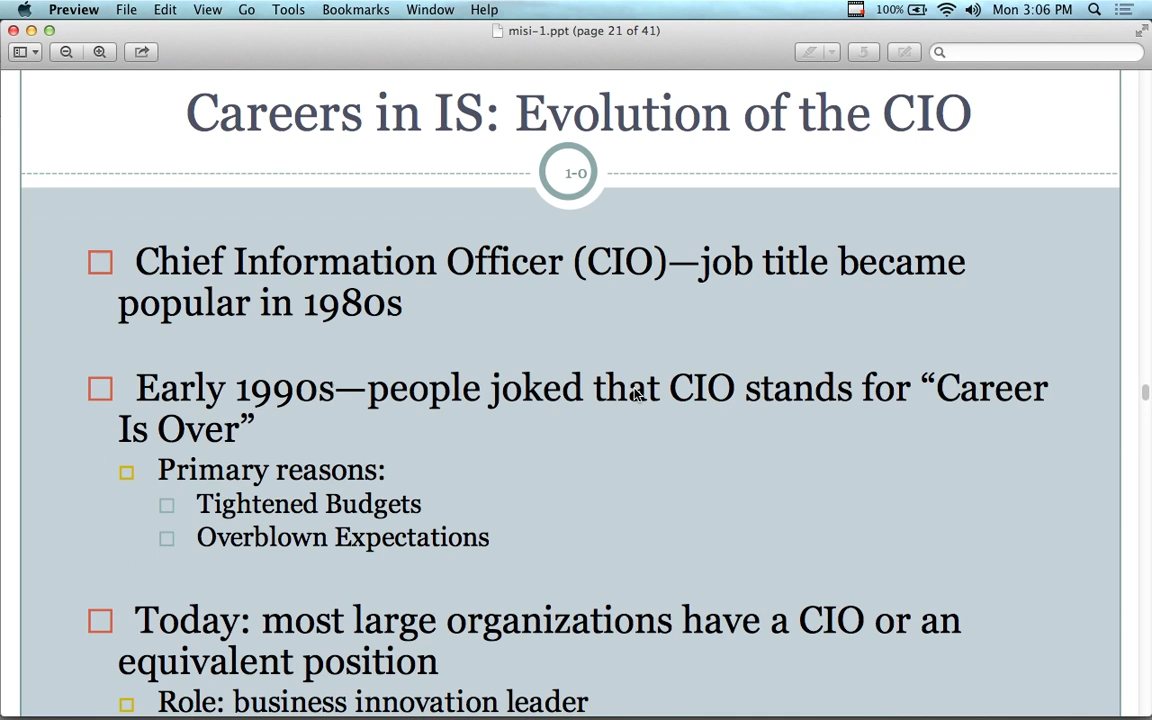 Preview File Edit View Go Tools Bookmarks Window Help 100% Mon 3:06 PM
misi-1.ppt (page 21 of 41)
Careers in IS: Evolution of the CIO
1-0
Chief Information Officer (CIO)—job title became
popular in 1980s
Early 1990s—people joked that CIO stands for “Career
Is Over”
Primary reasons:
Tightened Budgets
Overblown Expectations
Today: most large organizations have a CIO or an
equivalent position
Role: business innovation leader